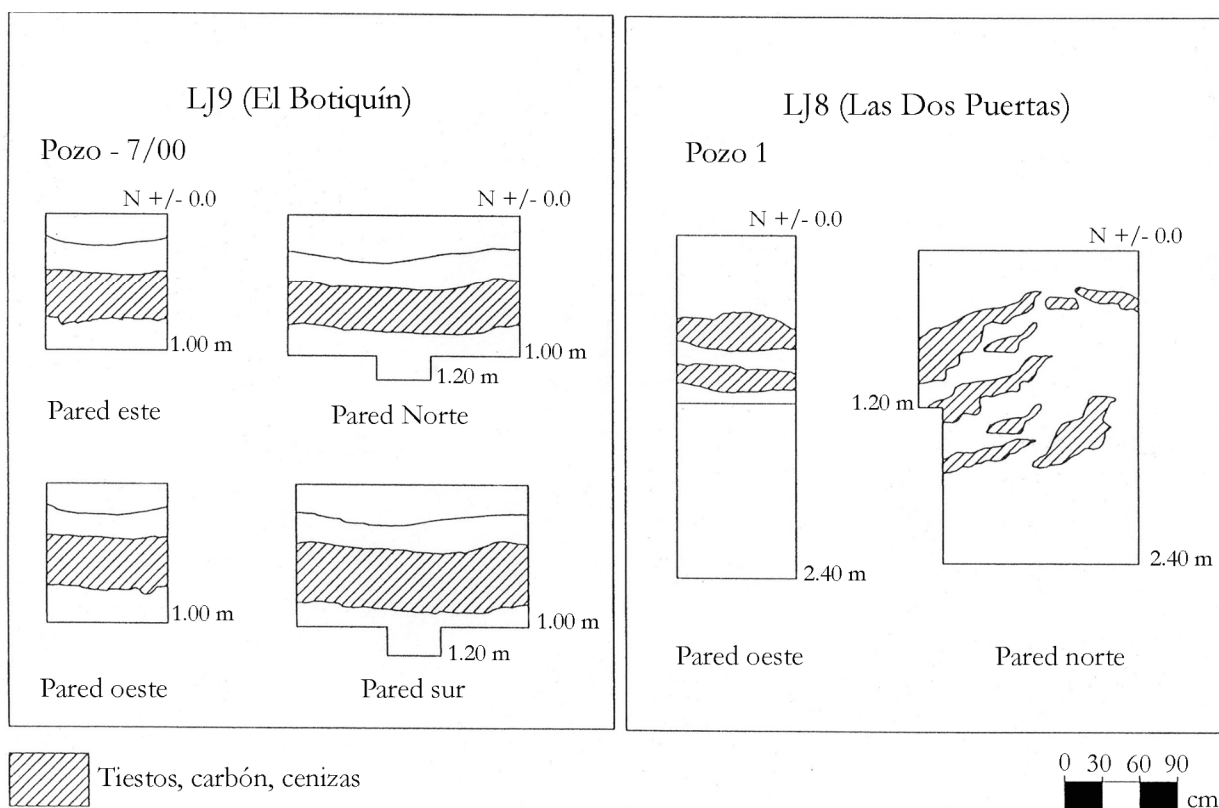 LJ9 (El Botiquín)
Pozo - 7/00
N +/- 0.0
N +/- 0.0
1.00 m
1.00 m
1.20 m
Pared este
Pared Norte
1.00 m
1.00 m
1.20 m
Pared oeste
Pared sur
LJ8 (Las Dos Puertas)
Pozo 1
N +/- 0.0
N +/- 0.0
1.20 m
2.40 m
2.40 m
Pared oeste
Pared norte
Tiestos, carbón, cenizas
0 30 60 90
cm